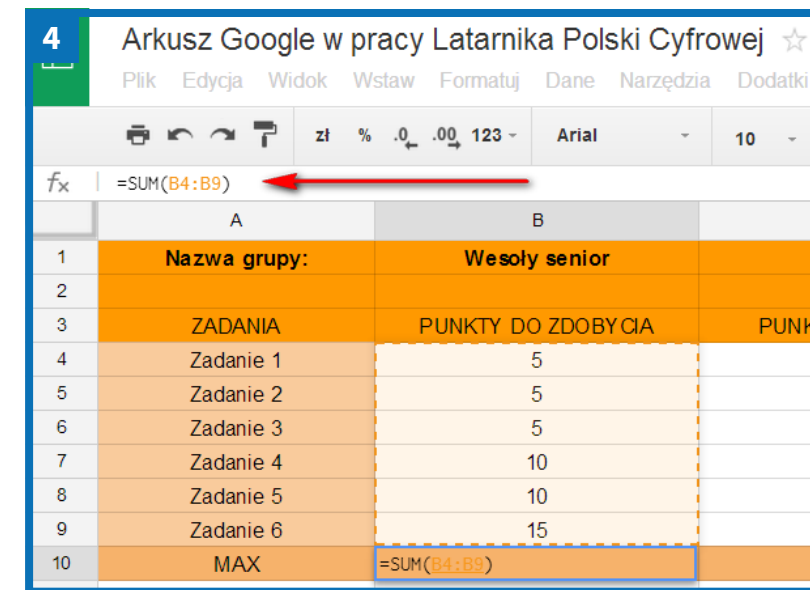 4
Arkusz Google w pracy Latarnika Polski Cyfrowej
Plik Edycja Widok Wstaw Formatuj Dane Narzędzia Dodatki
zł % .0 .00 123 Arial 10
fx =SUM(B4:B9)
A B
1 Nazwa grupy: Wesoły senior
2
3 ZADANIA PUNKTY DO ZDOBYCIA PUNK
4 Zadanie 1 5
5 Zadanie 2 5
6 Zadanie 3 5
7 Zadanie 4 10
8 Zadanie 5 10
9 Zadanie 6 15
10 MAX =SUM(B4:B9)